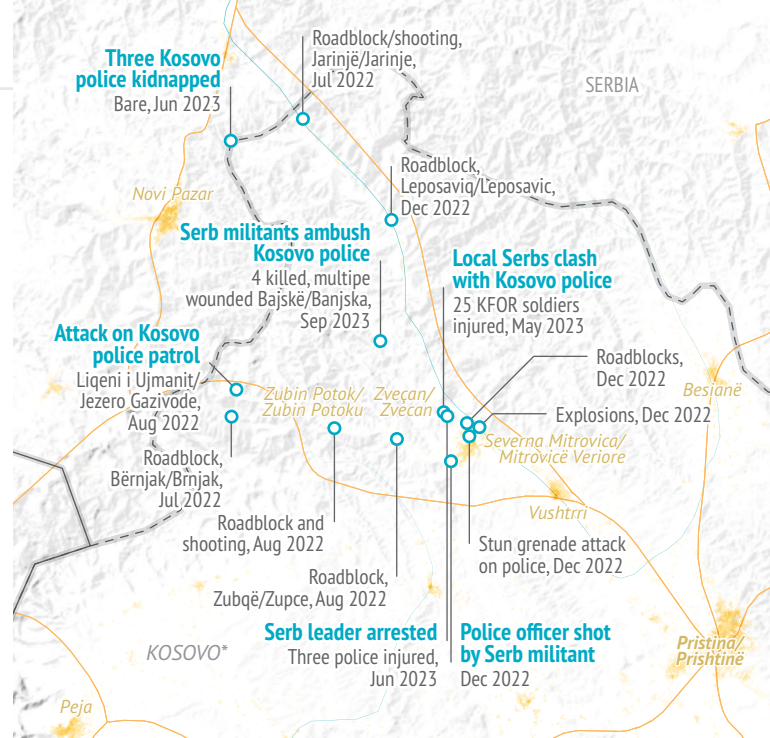 Three Kosovo
police kidnapped
Bare, Jun 2023
Roadblock/shooting,
Jarinjë/Jarinje,
Jul 2022
SERBIA
Roadblock,
Leposaviq/Leposavic,
Dec 2022
Novi Pazar
Serb militants ambush
Kosovo police
4 killed, multipe
wounded Bajskë/Banjska,
Sep 2023
Local Serbs clash
with Kosovo police
25 KFOR soldiers
injured, May 2023
Attack on Kosovo
police patrol
Liqeni i Ujmanit/
Jezero Gazivode,
Aug 2022
Zubin Potok/
Zubin Potoku
Zveçan/
Zvecan
Roadblocks,
Dec 2022
Besianë
Explosions, Dec 2022
Severna Mitrovica/
Mitrovicë Veriore
Roadblock,
Bërnjak/Brnjak,
Jul 2022
Vushtrri
Roadblock and
shooting, Aug 2022
Stun grenade attack
on police, Dec 2022
Roadblock,
Zubqë/Zupce, Aug 2022
Serb leader arrested
Three police injured,
Jun 2023
Police officer shot
by Serb militant
Dec 2022
KOSOVO*
Pristina/
Prishtinë
Peja